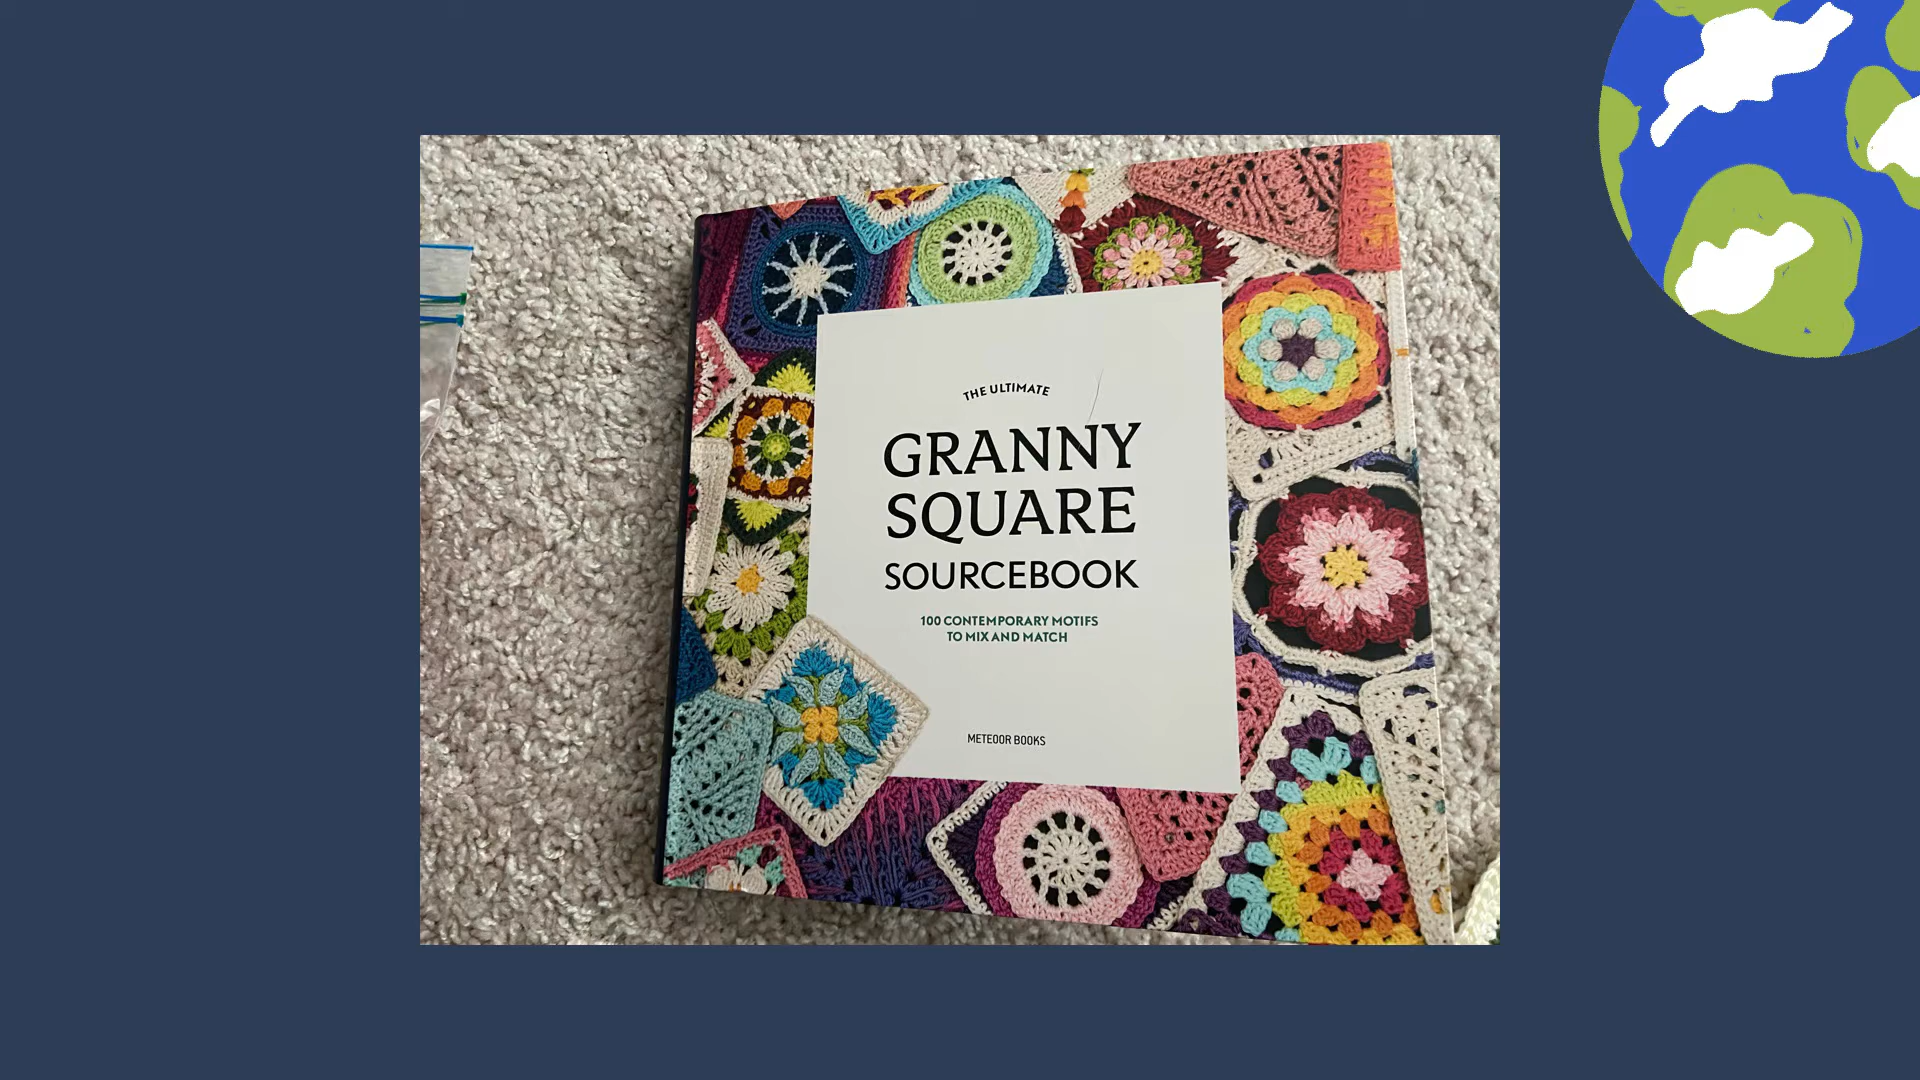 THE ULTIMATE
GRANNY
SQUARE
SOURCEBOOK
100 CONTEMPORARY MOTIFS
TO MIX AND MATCH
METEOOR BOOKS